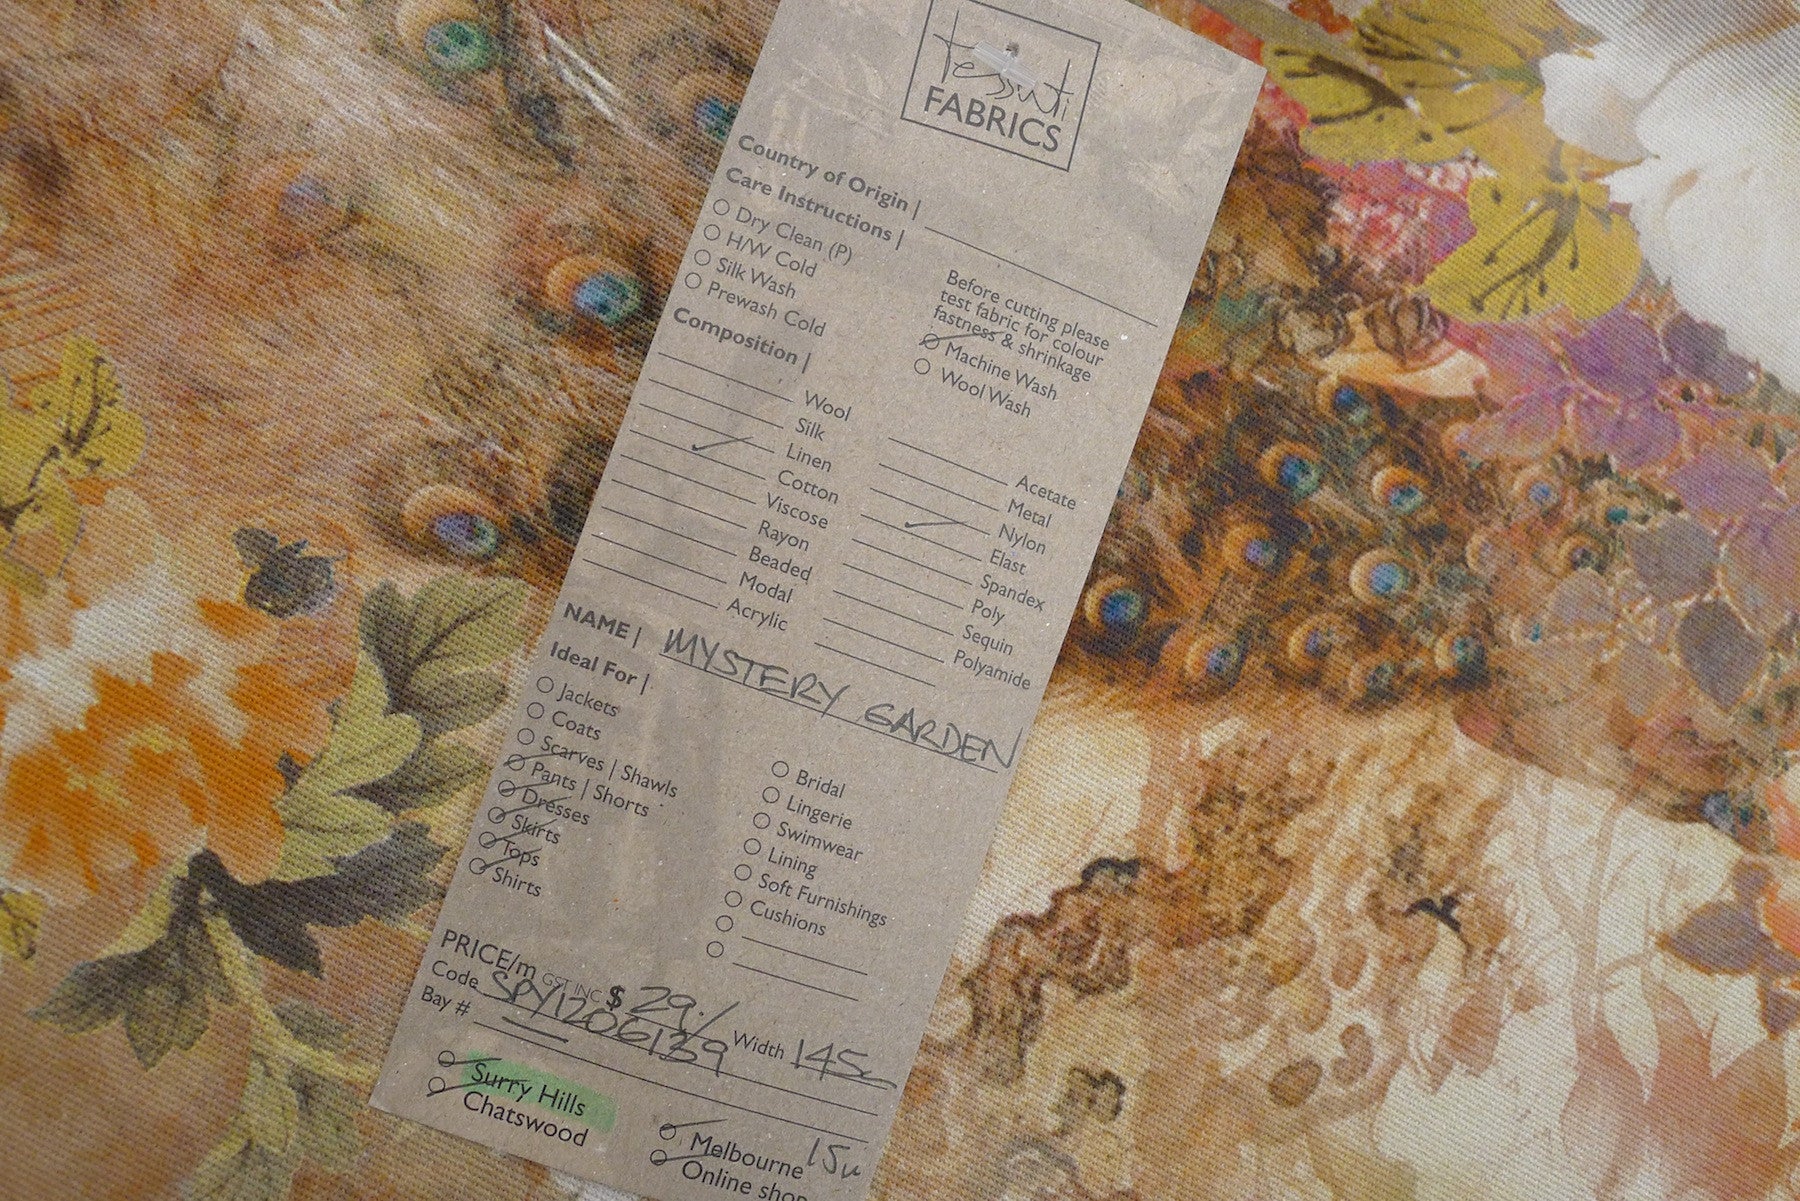 tessuti
FABRICS
Country of Origin |
Care Instructions |
Dry Clean (P)
H/W Cold
Silk Wash
Prewash Cold
Before cutting please
test fabric for colour
fastness & shrinkage
Machine Wash
Wool Wash
Composition |
Wool
Silk
Linen
Cotton
Viscose
Rayon
Beaded
Modal
Acrylic
Acetate
Metal
Nylon
Elast
Spandex
Poly
Sequin
Polyamide
NAME | MYSTERY GARDEN
Ideal For |
Jackets
Coats
Scarves | Shawls
Pants | Shorts
Dresses
Skirts
Tops
Shirts
Bridal
Lingerie
Swimwear
Lining
Soft Furnishings
Cushions
PRICE/m GST INC $ 29./
Code SPY1206139 Width 145c
Bay #
Surry Hills
Chatswood
Melbourne
Online shop